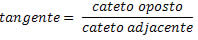 tangente = cateto oposto / cateto adjacente